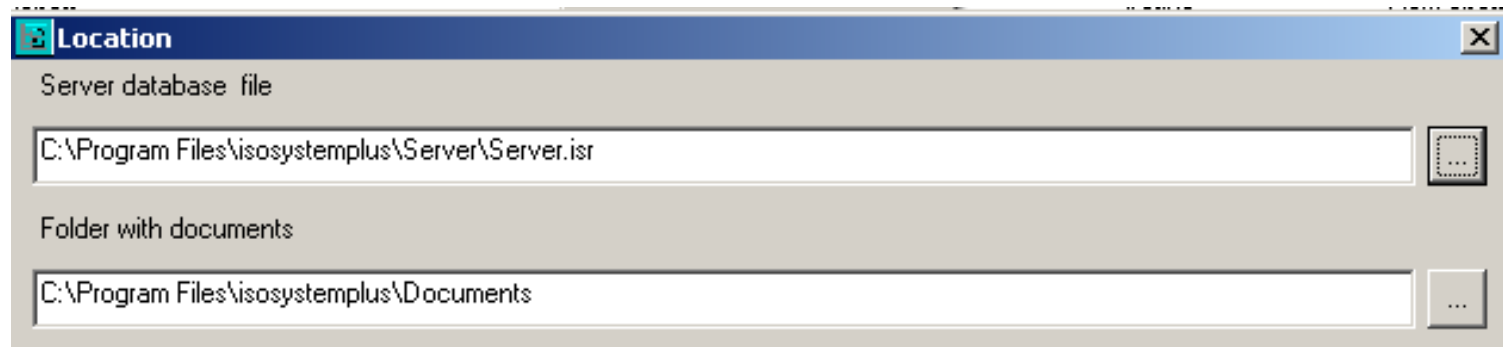 Location
Server database  file
C:\Program Files\isosystemplus\Server\Server.isr
...
Folder with documents
C:\Program Files\isosystemplus\Documents
...